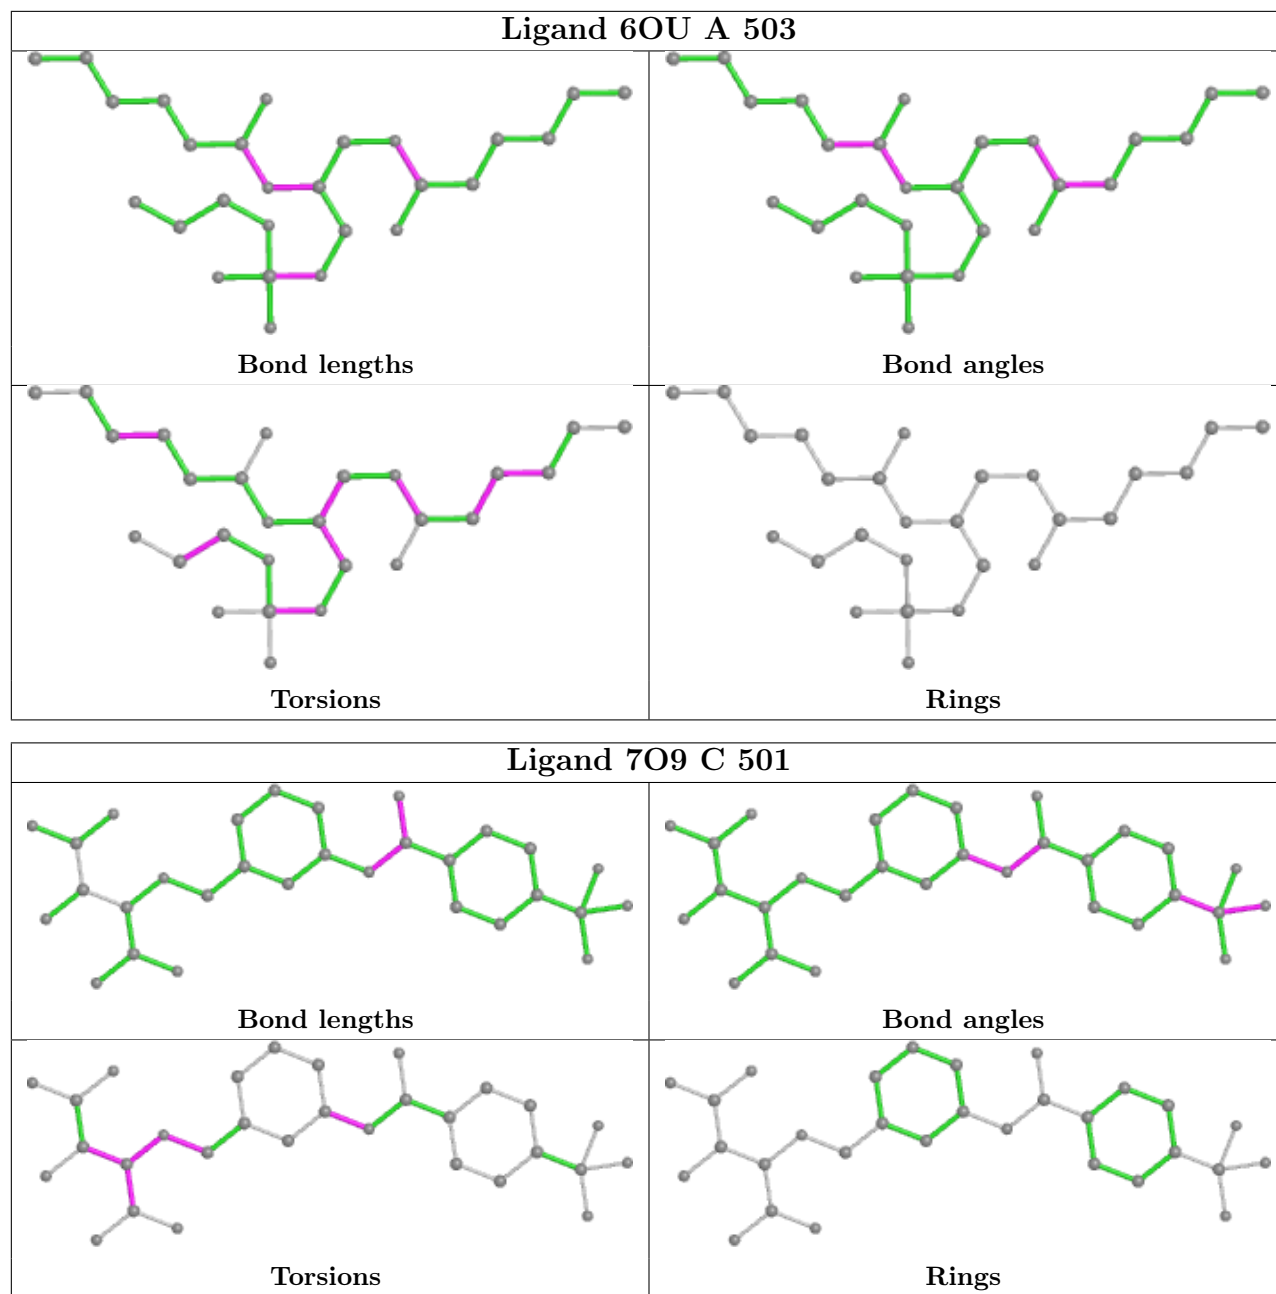 Ligand 6OU A 503
Bond lengths
Bond angles
Torsions
Rings
Ligand 7O9 C 501
Bond lengths
Bond angles
Torsions
Rings